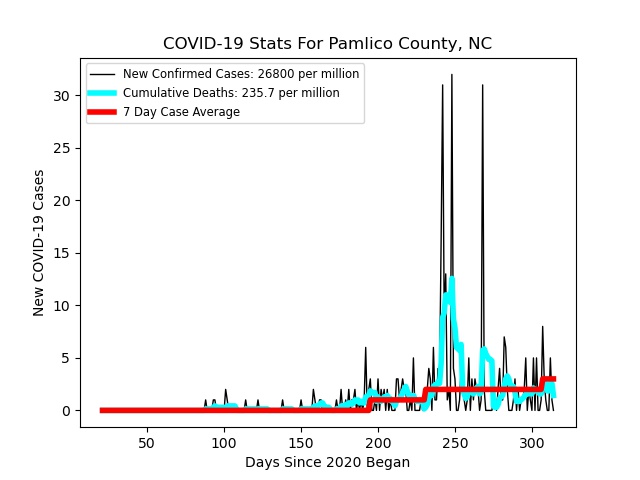 COVID-19 Stats For Pamlico County, NC
New Confirmed Cases: 26800 per million
Cumulative Deaths: 235.7 per million
7 Day Case Average
New COVID-19 Cases
30
25
20
15
10
5
0
50 100 150 200 250 300
Days Since 2020 Began